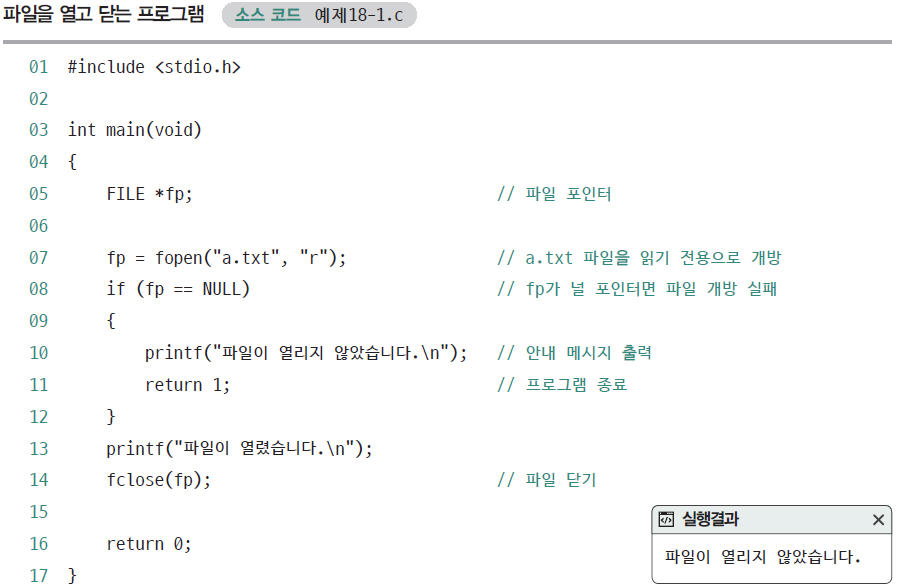 파일을 열고 닫는 프로그램 소스 코드 예제18-1.c
01 #include <stdio.h>
02
03 int main(void)
04 {
05 FILE *fp; // 파일 포인터
06
07 fp = fopen("a.txt", "r"); // a.txt 파일을 읽기 전용으로 개방
08 if (fp == NULL) // fp가 널 포인터면 파일 개방 실패
09 {
10 printf("파일이 열리지 않았습니다.\n"); // 안내 메시지 출력
11 return 1; // 프로그램 종료
12 }
13 printf("파일이 열렸습니다.\n");
14 fclose(fp); // 파일 닫기
15
16 return 0;
17 }
실행결과
파일이 열리지 않았습니다.